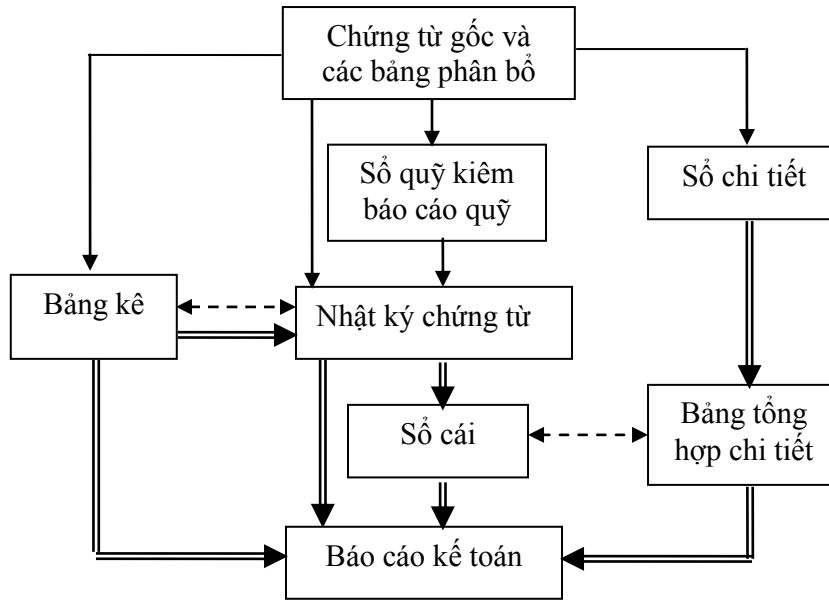 Chứng từ gốc và
các bảng phân bổ
Sổ quỹ kiêm
báo cáo quỹ
Sổ chi tiết
Bảng kê
Nhật ký chứng từ
Sổ cái
Bảng tổng
hợp chi tiết
Báo cáo kế toán